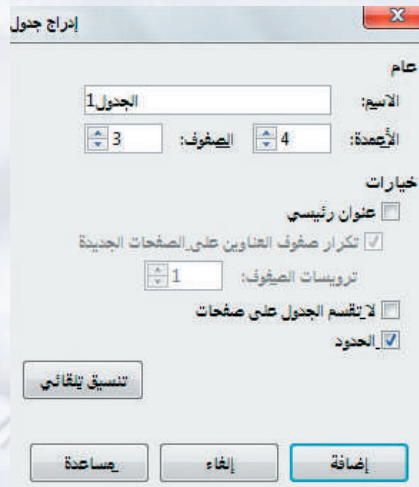 إدراج جدول
عام
الاسم: الجدول1
الأعمدة: 4 الصفوف: 3
خيارات
عنوان رئيسي
تكرار صفوف العناوين على الصفحات الجديدة
ترويسات الصفوف: 1
لا تقسم الجدول على صفحات
الحدود
تنسيق تلقائي
إضافة إلغاء مساعدة